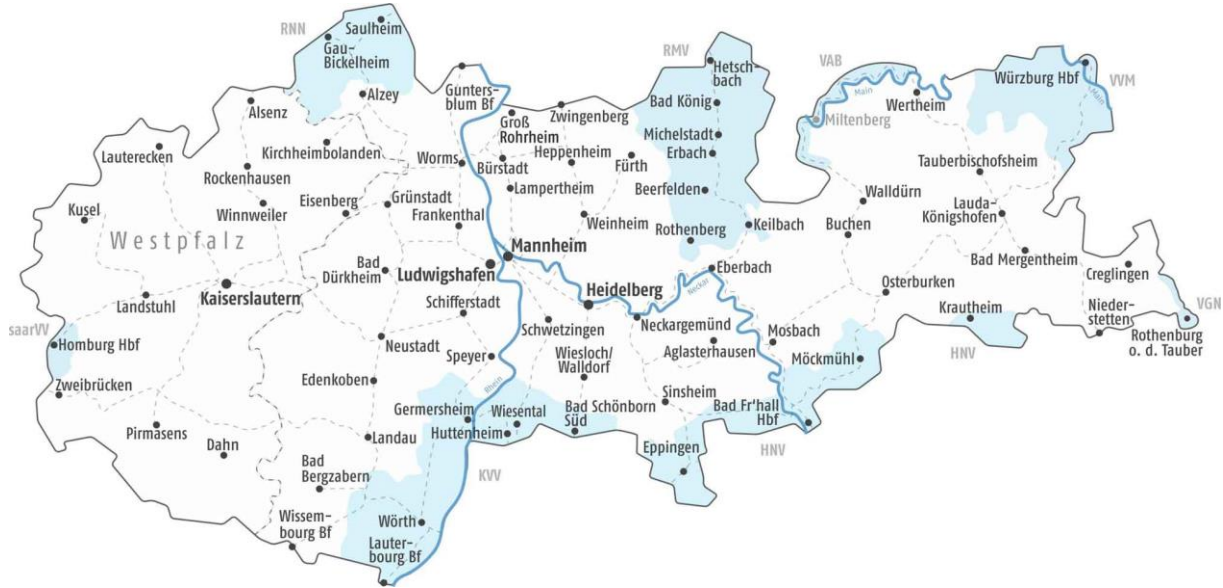 RNN
Saulheim
Gau-
Bickelheim
Alzey
Alsenz
Gunters-
blum Bf
Lauterecken
Kirchheimbolanden
Rockenhausen
Worms
Kusel
Winnweiler
Eisenberg
Grünstadt
Frankenthal
Westpfalz
Bad
Dürkheim
Ludwigshafen
Mannheim
Landstuhl
Kaiserslautern
Schifferstadt
saarVV
Homburg Hbf
Neustadt
Speyer
Zweibrücken
Edenkoben
Pirmasens
Dahn
Landau
Germersheim
Bad
Bergzabern
Wissem-
bourg Bf
Wörth
Lauter-
bourg Bf
KVV
Rhein
RMV
Hetsch-
bach
Groß
Rohrheim
Zwingenberg
Bad König
Bürstadt
Heppenheim
Fürth
Michelstadt
Erbach
Lampertheim
Beerfelden
Weinheim
Rothenberg
Keilbach
Eberbach
Heidelberg
Neckar
Schwetzingen
Neckargemünd
Wiesloch/
Walldorf
Aglasterhausen
Mosbach
Sinsheim
Wiesental
Huttenheim
Bad Schönborn
Süd
Bad Fr'hall
Hbf
Eppingen
HNV
VAB
Main
Miltenberg
Wertheim
Würzburg Hbf
VVM
Main
Tauberbischofsheim
Walldürn
Lauda-
Königshofen
Buchen
Bad Mergentheim
Creglingen
Osterburken
Krautheim
HNV
Nieder-
stetten
VGN
Rothenburg
o. d. Tauber
Möckmühl